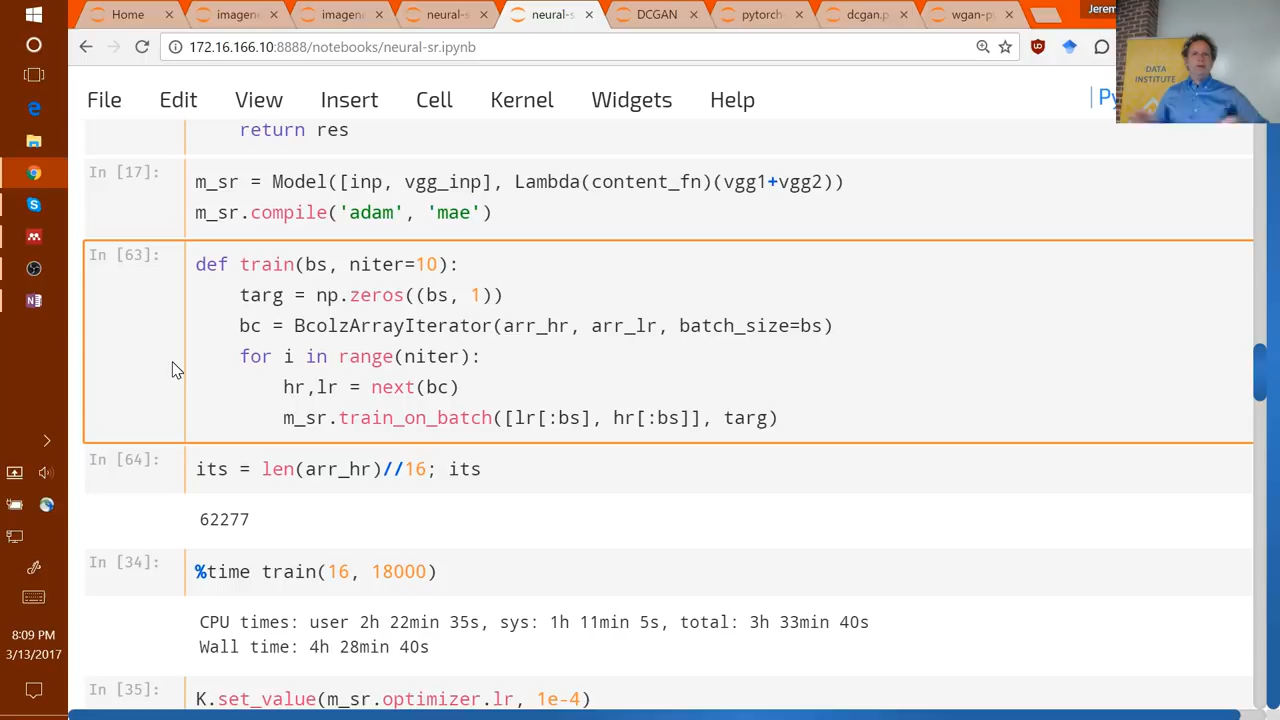 Home
imagene
imagene
neural-s
neural-s
DCGAN
pytorch
dcgan.p
wgan-py
Jerem
172.16.166.10:8888/notebooks/neural-sr.ipynb
DATA
INSTITUTE
File Edit View Insert Cell Kernel Widgets Help
Py
return res
In [17]:
m_sr = Model([inp, vgg_inp], Lambda(content_fn)(vgg1+vgg2))
m_sr.compile('adam', 'mae')
In [63]:
def train(bs, niter=10):
targ = np.zeros((bs, 1))
bc = BcolzArrayIterator(arr_hr, arr_lr, batch_size=bs)
for i in range(niter):
hr,lr = next(bc)
m_sr.train_on_batch([lr[:bs], hr[:bs]], targ)
In [64]:
its = len(arr_hr)//16; its
62277
In [34]:
%time train(16, 18000)
CPU times: user 2h 22min 35s, sys: 1h 11min 5s, total: 3h 33min 40s
Wall time: 4h 28min 40s
In [35]:
K.set_value(m_sr.optimizer.lr, 1e-4)
8:09 PM
3/13/2017